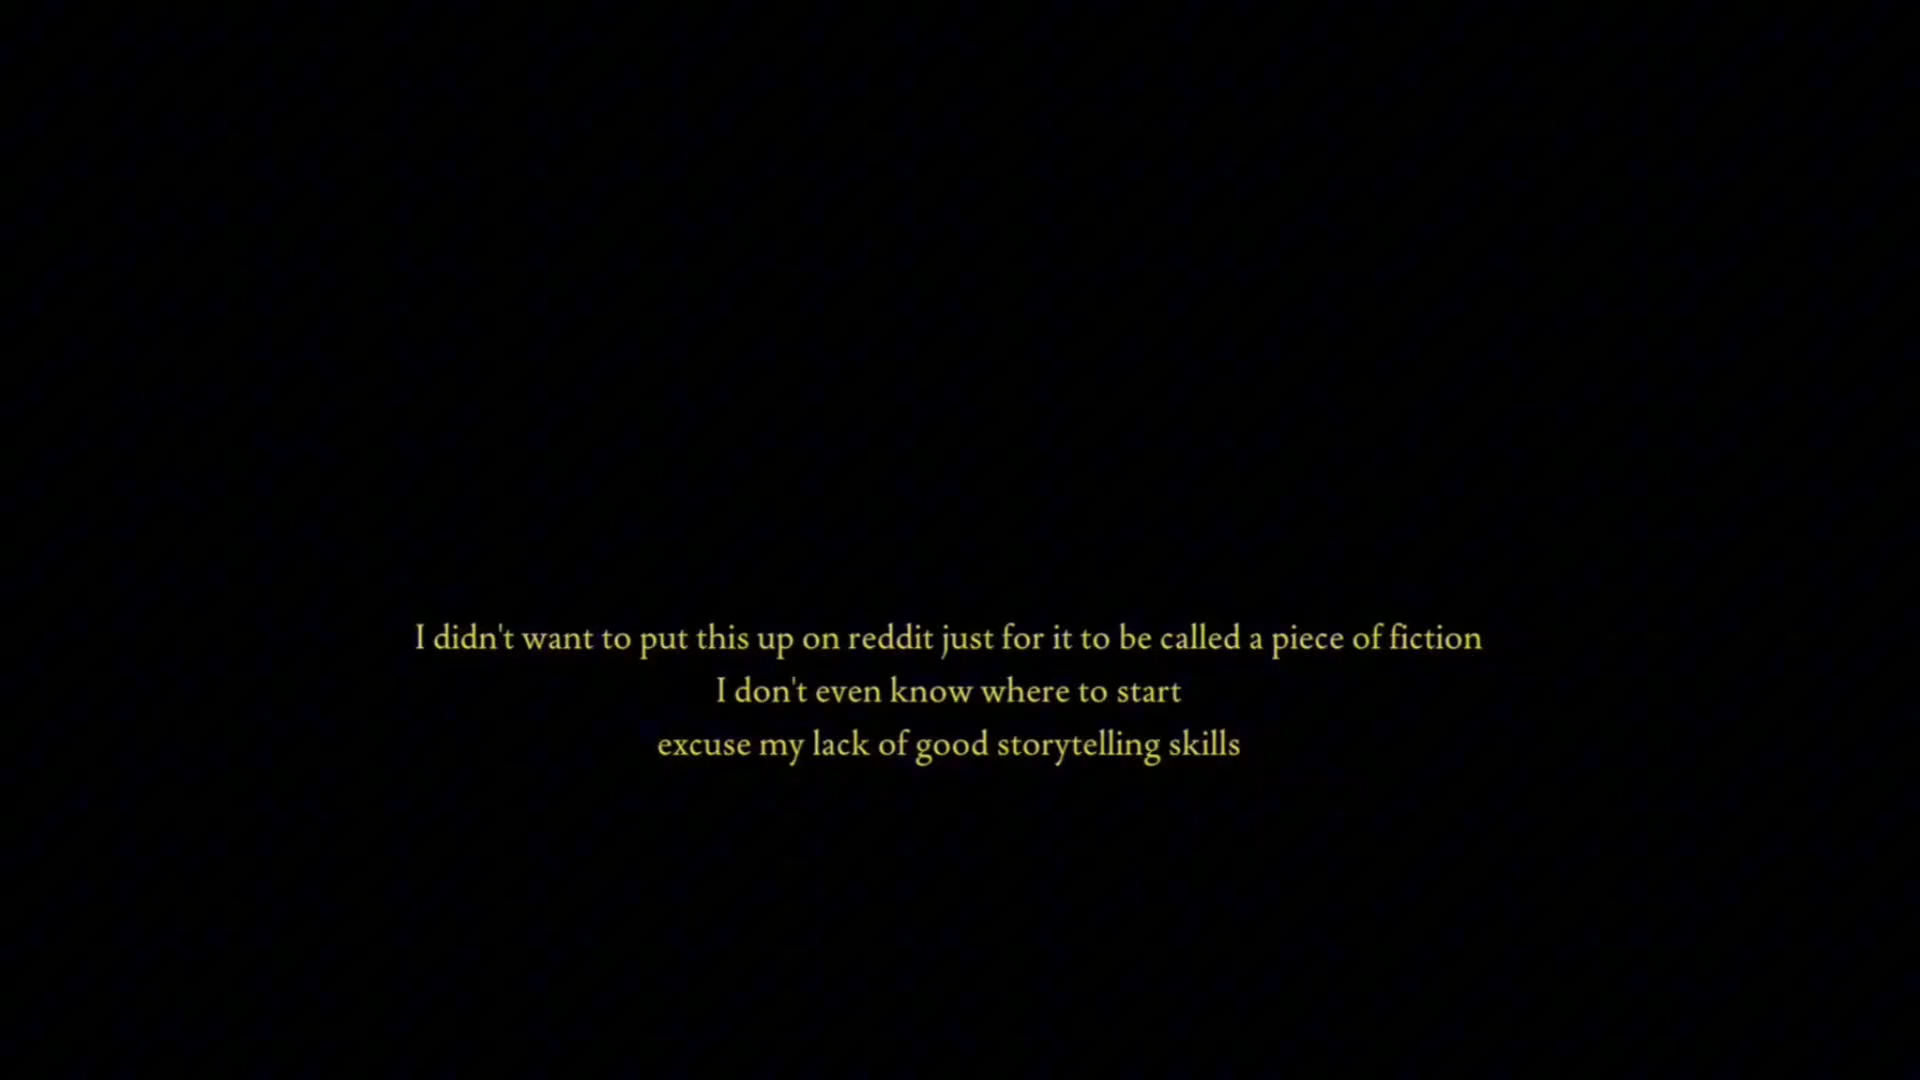 I didn't want to put this up on reddit just for it to be called a piece of fiction
I don't even know where to start
excuse my lack of good storytelling skills